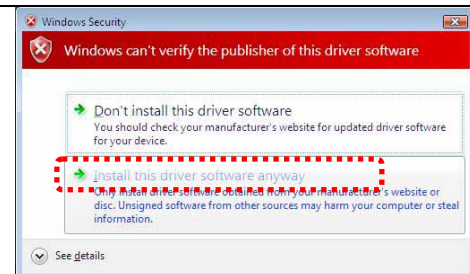 Windows Security
Windows can't verify the publisher of this driver software
Don't install this driver software
You should check your manufacturer's website for updated driver software
for your device.
Install this driver software anyway
Only install driver software obtained from your manufacturer's website or
disc. Unsigned software from other sources may harm your computer or steal
information.
See details